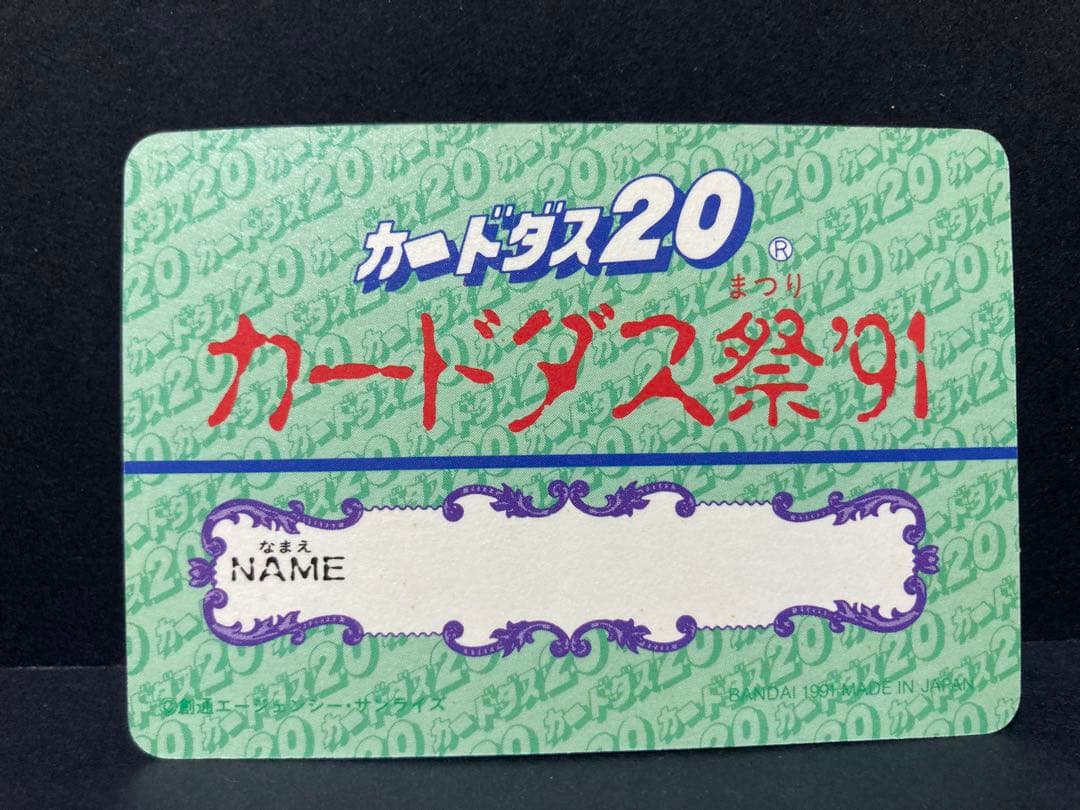 カードダス20®
まつり
カードダス祭'91
なまえ
NAME
©創通エージェンシー・サンライズ
BANDAI 1991 MADE IN JAPAN